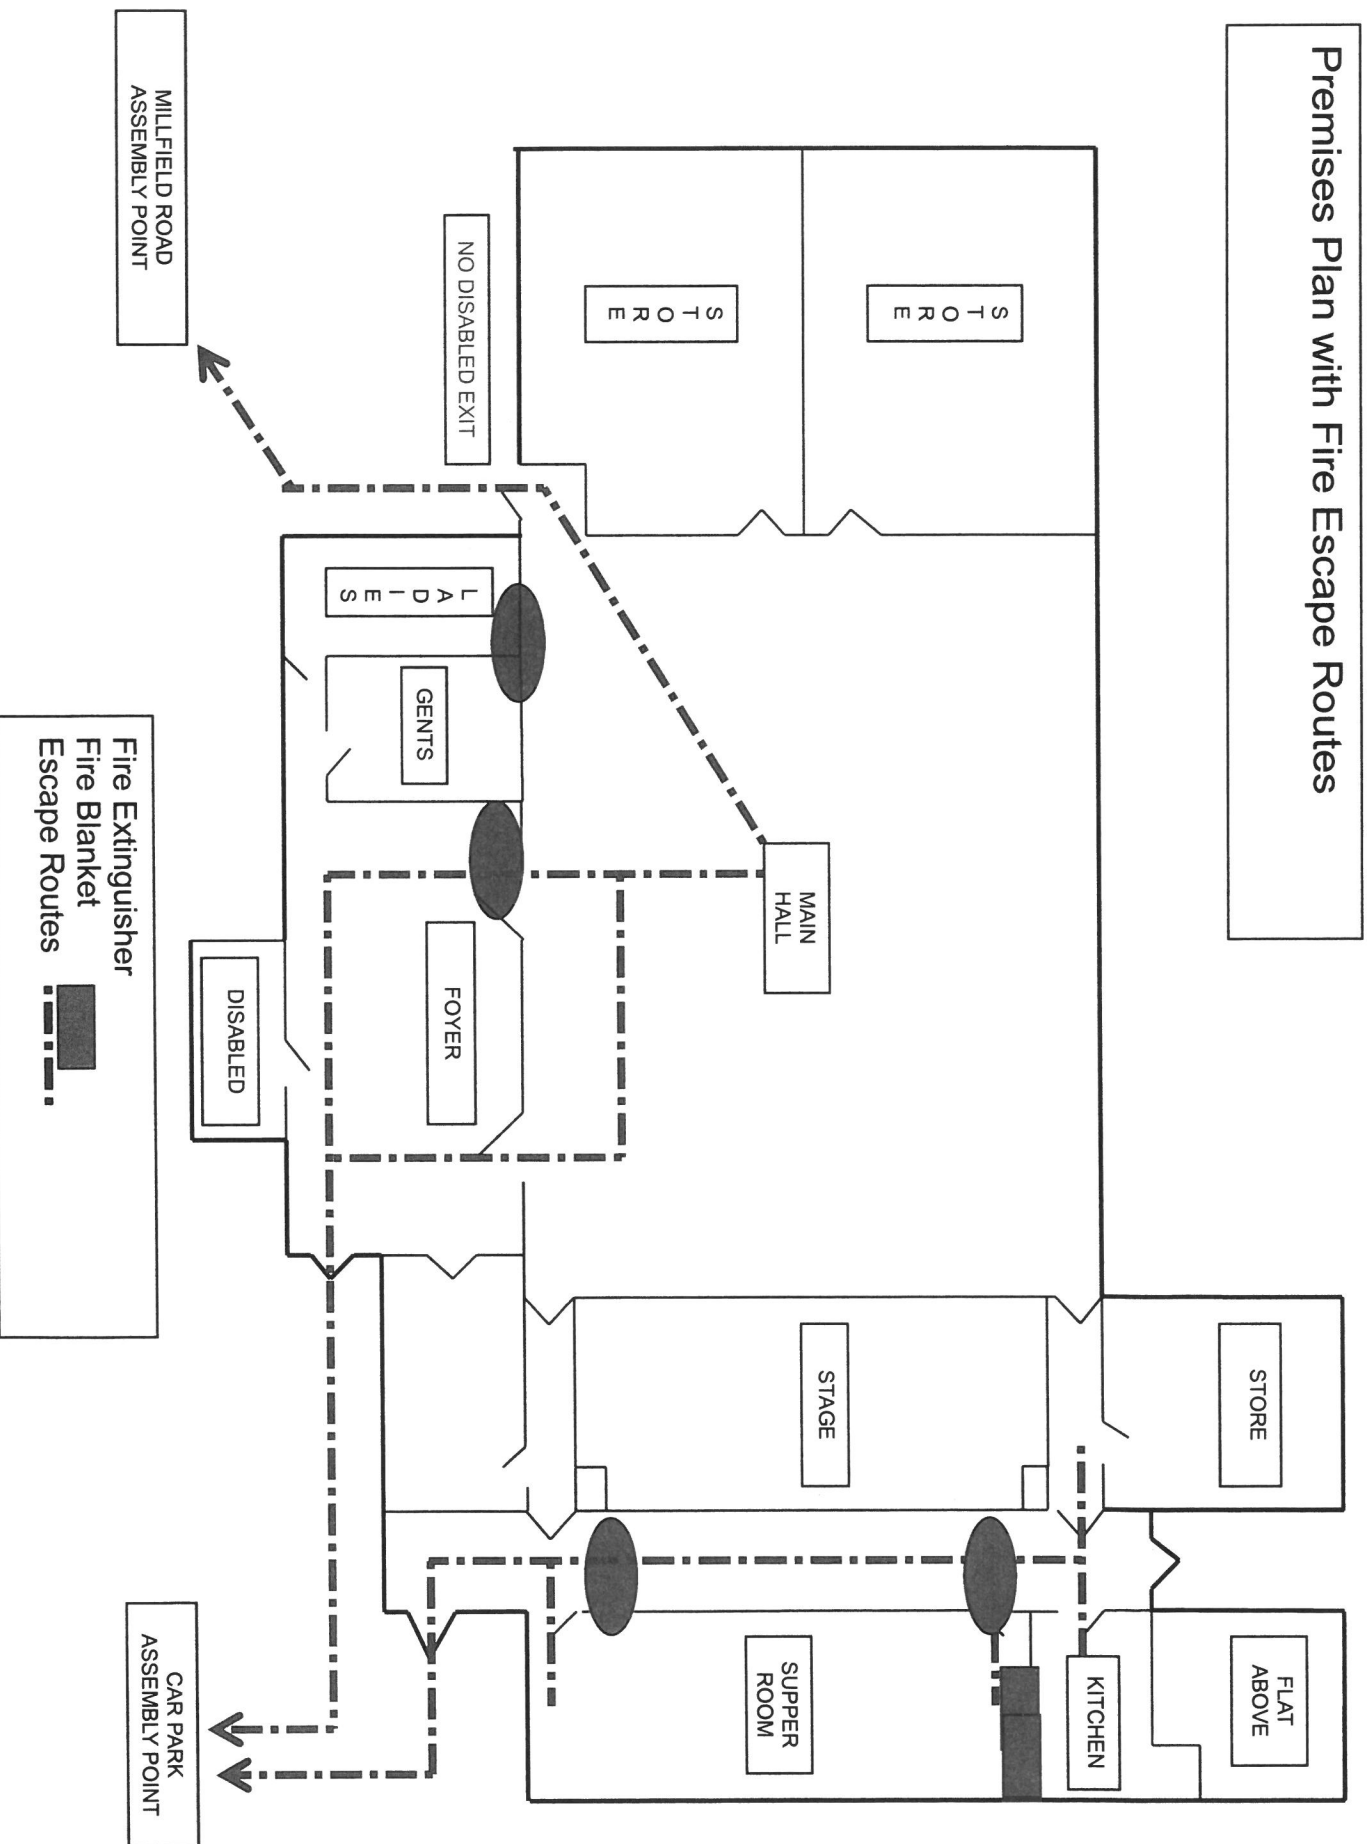 Premises Plan with Fire Escape Routes
STORE
STORE
STORE
FLAT
ABOVE
MAIN
HALL
STAGE
KITCHEN
SUPPER
ROOM
NO DISABLED EXIT
LADIES
GENTS
FOYER
DISABLED
MILLFIELD ROAD
ASSEMBLY POINT
CAR PARK
ASSEMBLY POINT
Fire Extinguisher
Fire Blanket
Escape Routes